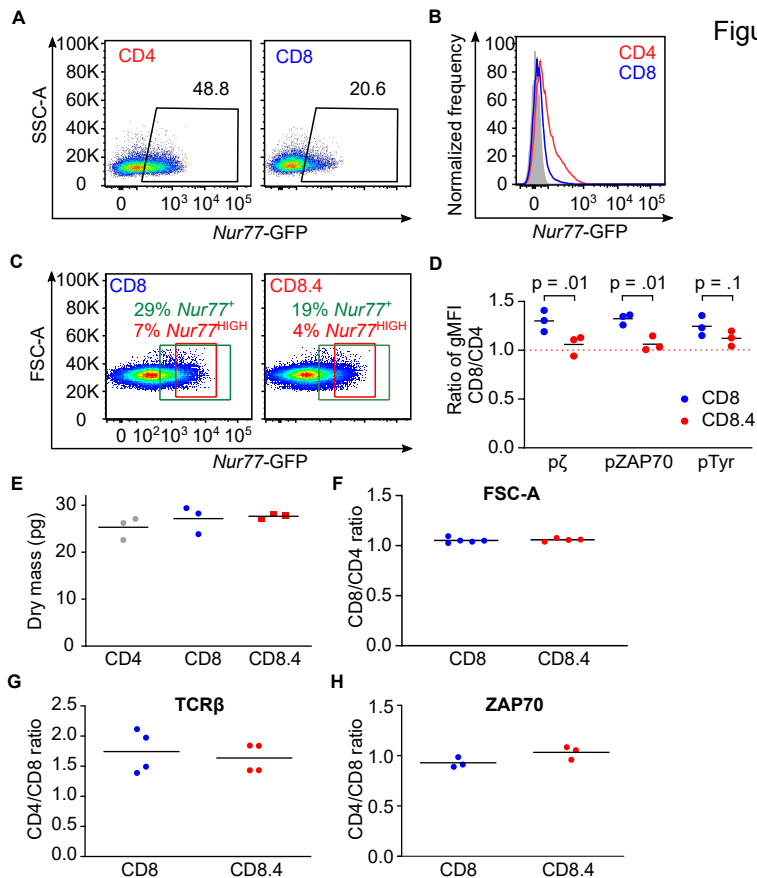 A
CD4
48.8
CD8
20.6
SSC-A
100K
80K
60K
40K
20K
0
0 10³ 10⁴ 10⁵
Nur77-GFP
B
Figu
Normalized frequency
100
80
60
40
20
0
CD4
CD8
0 10³ 10⁴ 10⁵
Nur77-GFP
C
CD8
29% Nur77⁺
7% Nur77ᴴᴵᴳᴴ
CD8.4
19% Nur77⁺
4% Nur77ᴴᴵᴳᴴ
FSC-A
100K
80K
60K
40K
20K
0
0 10² 10³ 10⁴ 10⁵
Nur77-GFP
D
p = .01 p = .01 p = .1
Ratio of gMFI
CD8/CD4
1.5
1.0
0.5
0.0
CD8
CD8.4
pζ pZAP70 pTyr
E
Dry mass (pg)
30
20
10
0
CD4 CD8 CD8.4
F
FSC-A
CD8/CD4 ratio
1.5
1.0
0.5
0.0
CD8 CD8.4
G
TCRβ
CD4/CD8 ratio
2.5
2.0
1.5
1.0
0.5
0.0
CD8 CD8.4
H
ZAP70
CD4/CD8 ratio
1.5
1.0
0.5
0.0
CD8 CD8.4